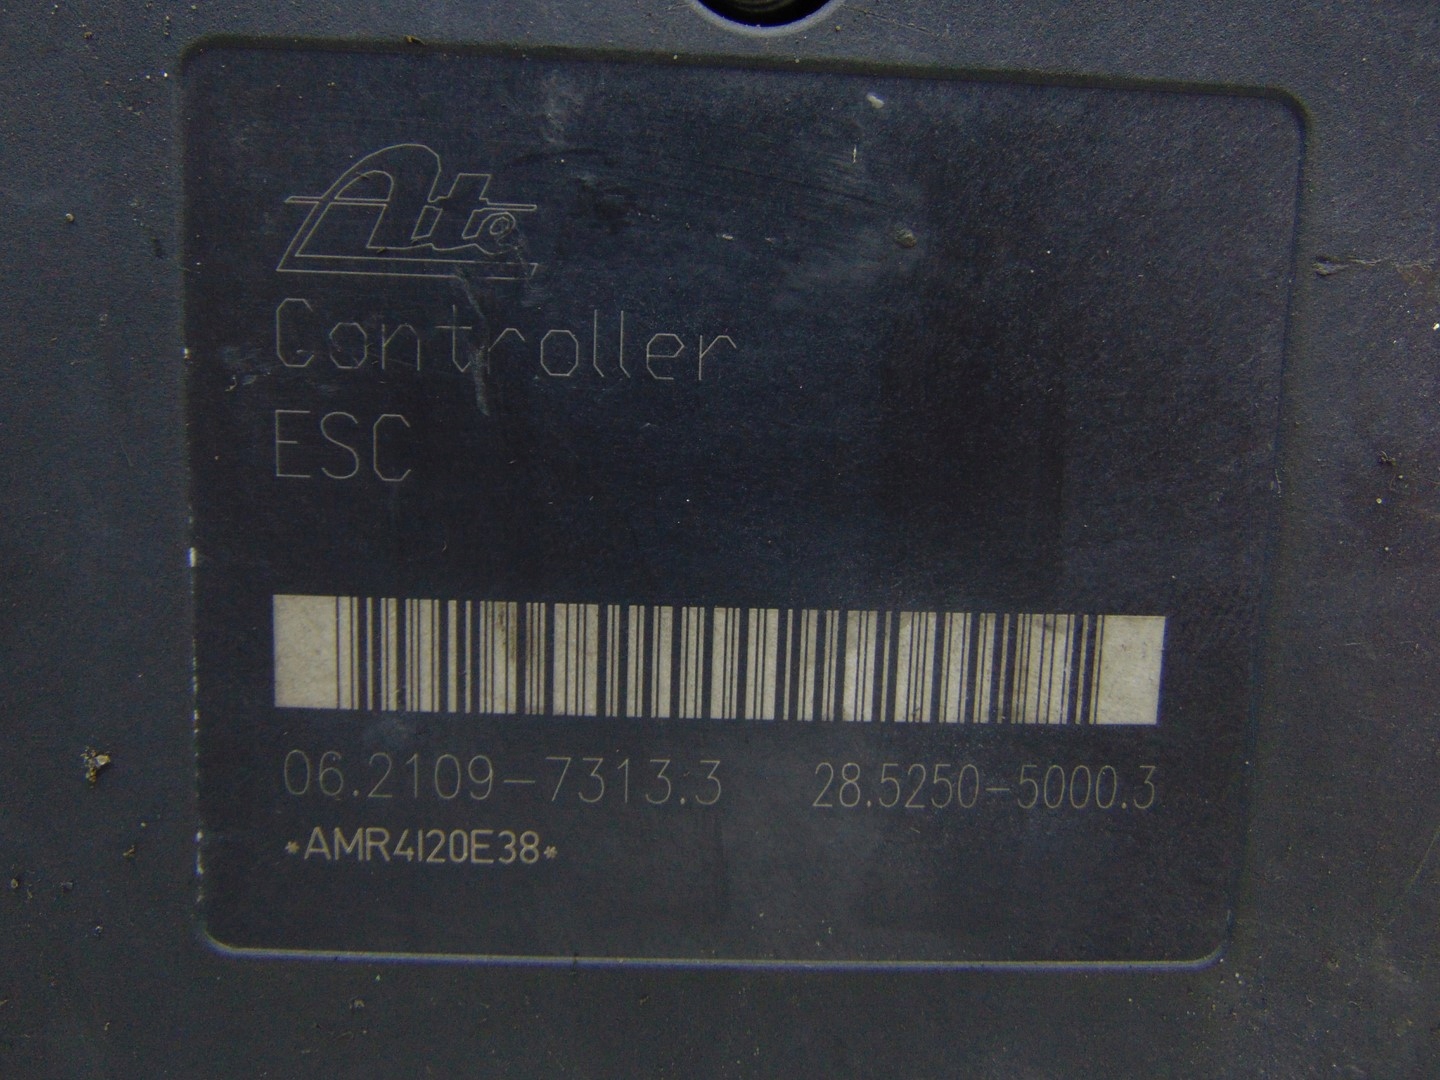 Ate
Controller
ESC
06.2109-7313.3 28.5250-5000.3
*AMR4I20E38*